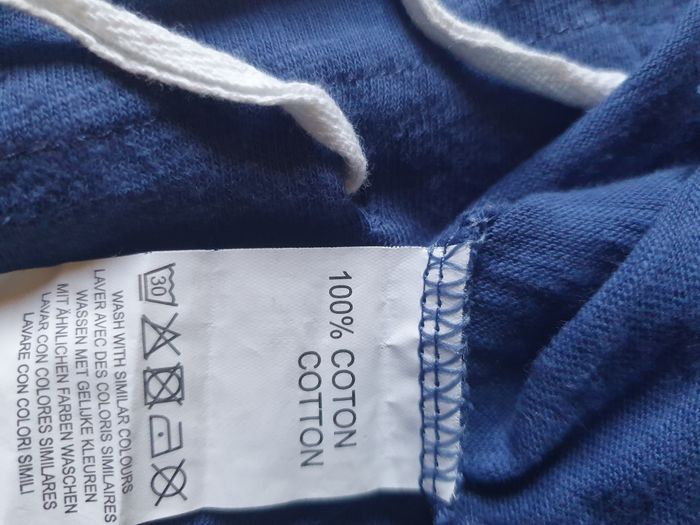 100% COTON
COTTON
30
WASH WITH SIMILAR COLOURS
LAVER AVEC DES COLORIS SIMILAIRES
WASSEN MET GELIJKE KLEUREN
MIT ÄHNLICHEN FARBEN WASCHEN
LAVAR CON COLORES SIMILARES
LAVARE CON COLORI SIMILI